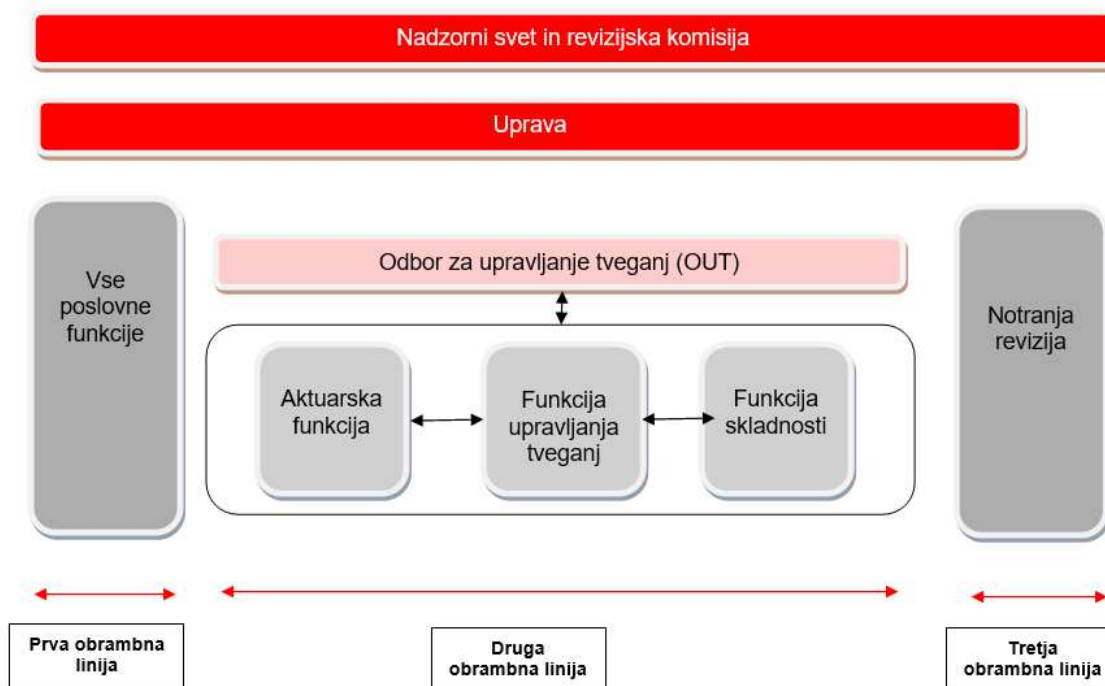 Nadzorni svet in revizijska komisija
Uprava
Vse
poslovne
funkcije
Odbor za upravljanje tveganj (OUT)
Aktuarska
funkcija
Funkcija
upravljanja
tveganj
Funkcija
skladnosti
Notranja
revizija
Prva obrambna
linija
Druga
obrambna linija
Tretja
obrambna linija